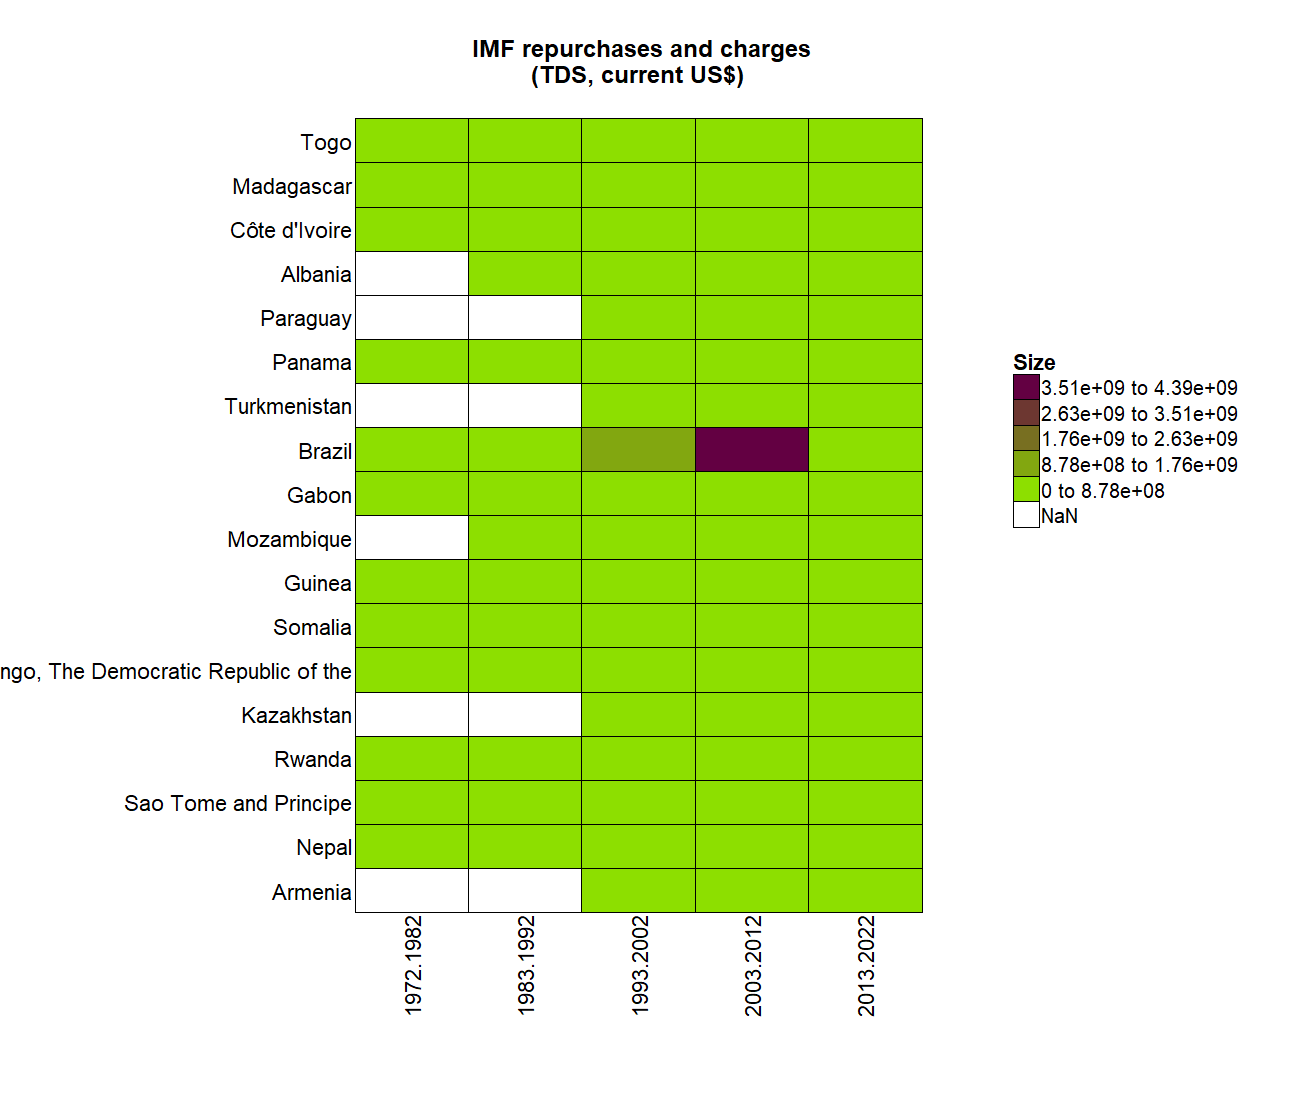 IMF repurchases and charges
(TDS, current US$)
Togo
Madagascar
Côte d'Ivoire
Albania
Paraguay
Panama
Turkmenistan
Brazil
Gabon
Mozambique
Guinea
Somalia
ngo, The Democratic Republic of the
Kazakhstan
Rwanda
Sao Tome and Principe
Nepal
Armenia
1972.1982
1983.1992
1993.2002
2003.2012
2013.2022
Size
3.51e+09 to 4.39e+09
2.63e+09 to 3.51e+09
1.76e+09 to 2.63e+09
8.78e+08 to 1.76e+09
0 to 8.78e+08
NaN